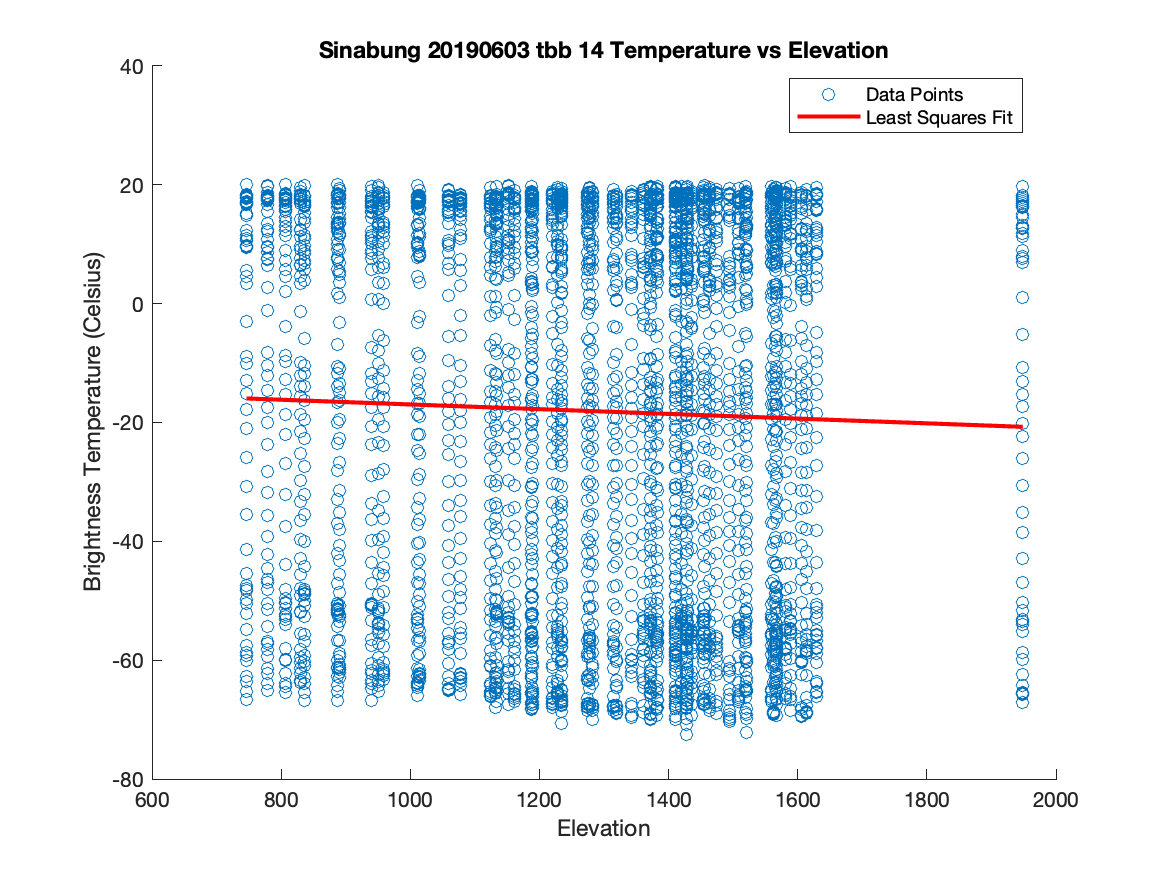 Sinabung 20190603 tbb 14 Temperature vs Elevation
Data Points
Least Squares Fit
Brightness Temperature (Celsius)
40
20
0
-20
-40
-60
-80
600 800 1000 1200 1400 1600 1800 2000
Elevation